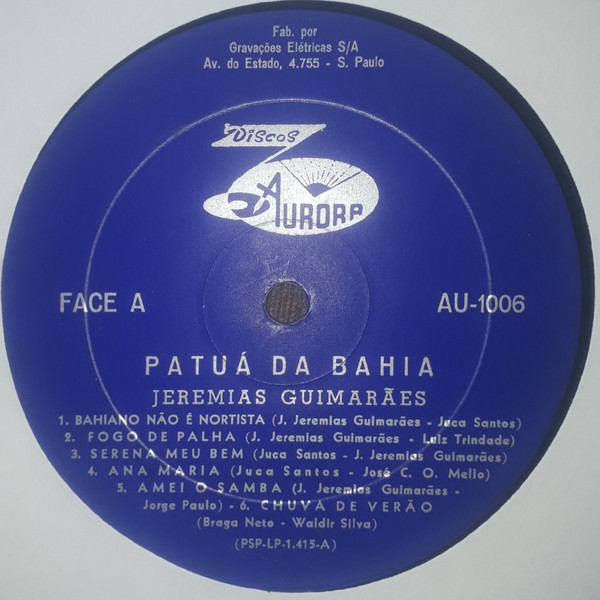 Fab. por
Gravações Elétricas S/A
Av. do Estado, 4.755 - S. Paulo
Discos
AURORA
FACE A
AU-1006
PATUÁ DA BAHIA
JEREMIAS GUIMARÃES
1. BAHIANO NÃO É NORTISTA (J. Jeremias Guimarães - Juca Santos)
2. FOGO DE PALHA (J. Jeremias Guimarães - Luiz Trindade)
3. SERENA MEU BEM (Juca Santos - J. Jeremias Guimarães)
4. ANA MARIA (Juca Santos - José C. O. Mello)
5. AMEI O SAMBA (J. Jeremias Guimarães -
Jorge Paulo) - 6. CHUVA DE VERÃO
(Braga Neto - Waldir Silva)
(PSP-LP-1.415-A)